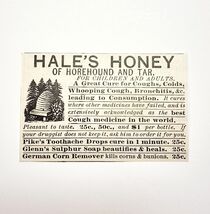 HALE'S HONEY
OF HOREHOUND AND TAR.
FOR CHILDREN AND ADULTS.
A Great Cure for Coughs, Colds,
Whooping Cough, Bronchitis, &c.
leading to Consumption. It cures
where other medicines have failed, and is
extensively acknowledged as the best
Cough medicine in the world,
Pleasant to taste. 25c., 50c., and $1 per bottle. If
your druggist does not keep it, ask him to order it for you.
Pike's Toothache Drops cure in 1 minute. 25c.
Glenn's Sulphur Soap beautifies & heals. 25c.
German Corn Remover kills corns & bunions. 25c.